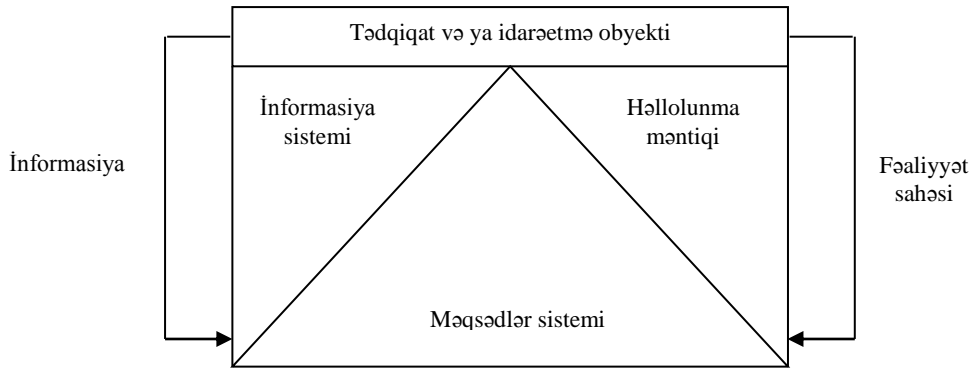 Tədqiqat və ya idarəetmə obyekti
İnformasiya
sistemi
Həllolunma
məntiqi
İnformasiya
Fəaliyyət
sahəsi
Məqsədlər sistemi